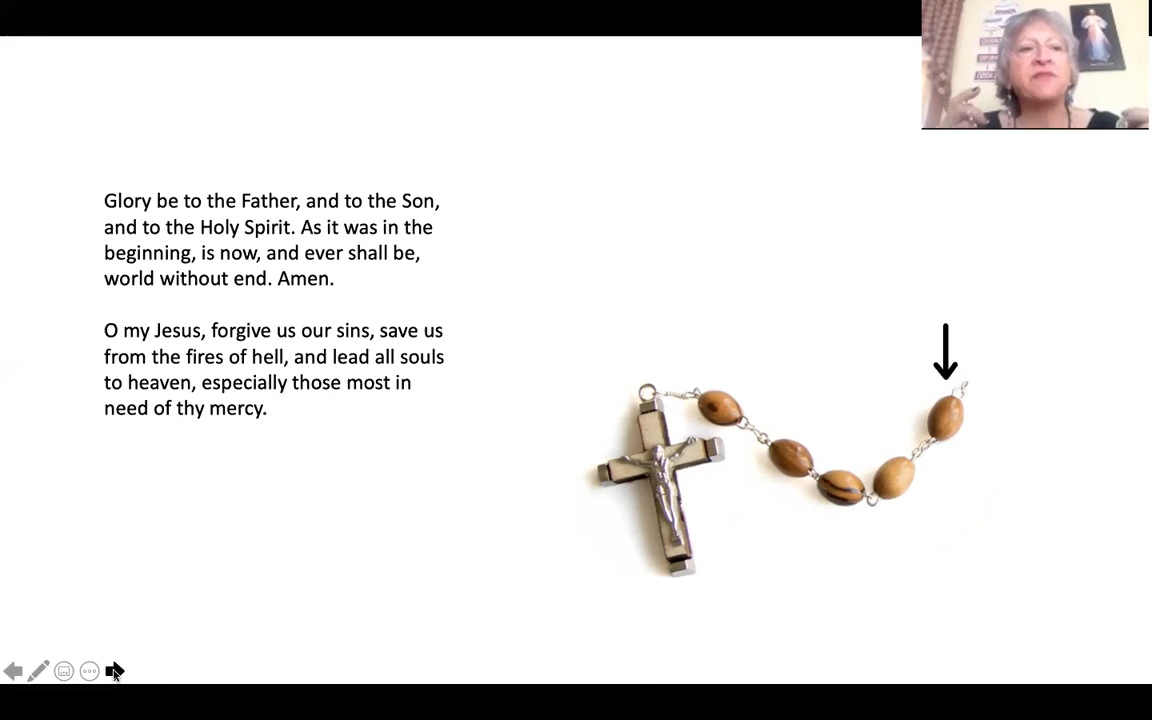 Glory be to the Father, and to the Son,
and to the Holy Spirit. As it was in the
beginning, is now, and ever shall be,
world without end. Amen.
O my Jesus, forgive us our sins, save us
from the fires of hell, and lead all souls
to heaven, especially those most in
need of thy mercy.